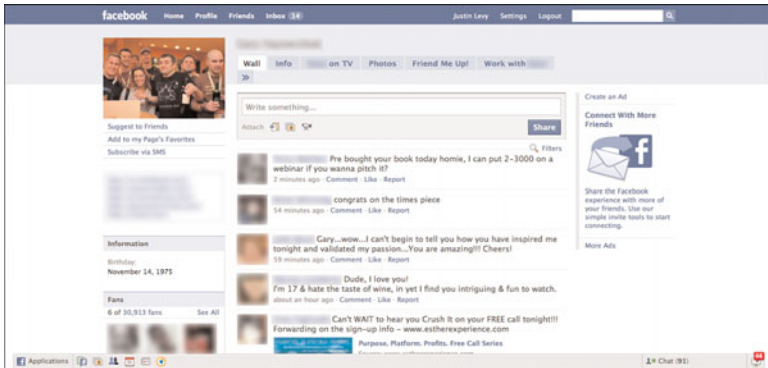 facebook Home Profile Friends Inbox 34 Justin Levy Settings Logout
Wall Info on TV Photos Friend Me Up! Work with
»
Write something...
Attach Share
Filters
Suggest to Friends
Add to my Page's Favorites
Subscribe via SMS
Information
Birthday:
November 14, 1975
Fans
6 of 30,913 fans See All
Pre bought your book today homie, I can put 2-3000 on a
webinar if you wanna pitch it?
2 minutes ago · Comment · Like · Report
congrats on the times piece
54 minutes ago · Comment · Like · Report
Gary...wow...I can't begin to tell you how you have inspired me
tonight and validated my passion...You are amazing!!! Cheers!
59 minutes ago · Comment · Like · Report
Dude, I love you!
I'm 17 & hate the taste of wine, in yet I find you intriguing & fun to watch.
about an hour ago · Comment · Like · Report
Can't WAIT to hear you Crush It on your FREE call tonight!!!
Forwarding on the sign-up info - www.estherexperience.com
Purpose. Platform. Profits. Free Call Series
Create an Ad
Connect With More
Friends
Share the Facebook
experience with more of
your friends. Use our
simple invite tools to start
connecting.
More Ads
Applications Chat (91)